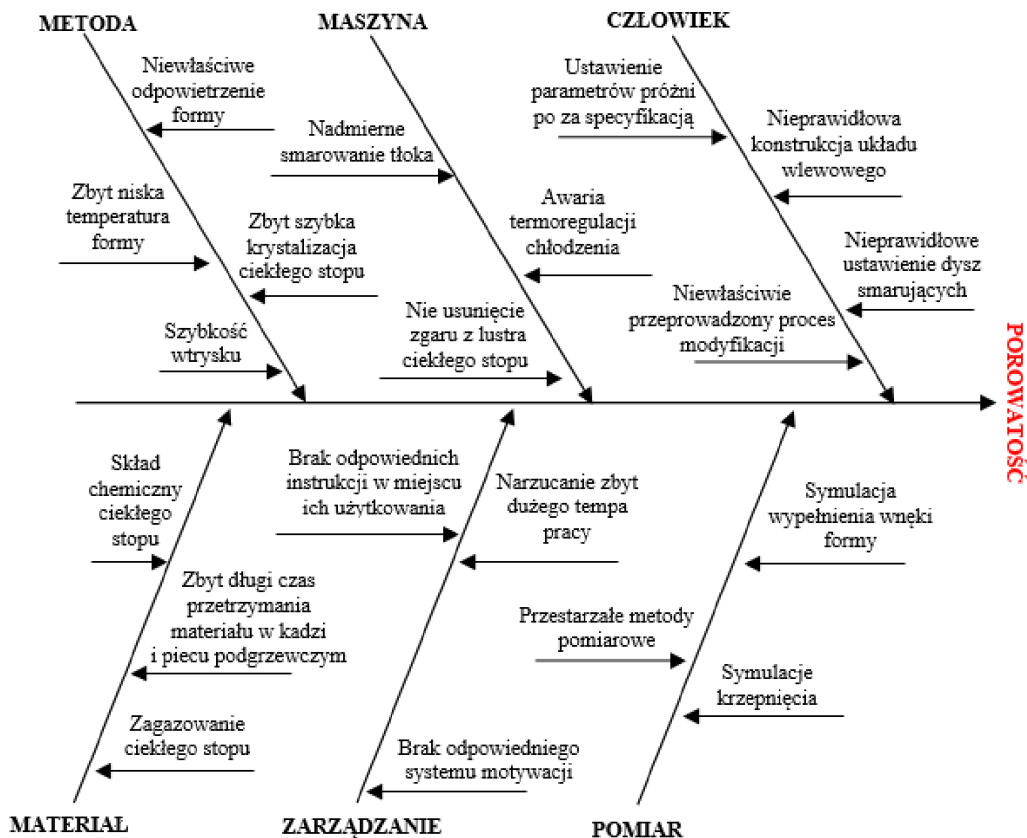 METODA
MASZYNA
CZŁOWIEK
Niewłaściwe
odpowietrzenie
formy
Zbyt niska
temperatura
formy
Zbyt szybka
krystalizacja
ciekłego stopu
Szybkość
wtrysku
Nadmierne
smarowanie tłoka
Awaria
termoregulacji
chłodzenia
Nie usunięcie
zgaru z lustra
ciekłego stopu
Ustawienie
parametrów próżni
po za specyfikacją
Nieprawidłowa
konstrukcja układu
wlewowego
Nieprawidłowe
ustawienie dysz
smarujących
Niewłaściwie
przeprowadzony proces
modyfikacji
POROWATOŚĆ
Skład
chemiczny
ciekłego
stopu
Zbyt długi czas
przetrzymania
materiału w kadzi
i piecu podgrzewczym
Zagazowanie
ciekłego stopu
Brak odpowiednich
instrukcji w miejscu
ich użytkowania
Narzucanie zbyt
dużego tempa
pracy
Brak odpowiedniego
systemu motywacji
Symulacja
wypełnienia wnęki
formy
Przestarzałe metody
pomiarowe
Symulacje
krzepnięcia
MATERIAŁ
ZARZĄDZANIE
POMIAR